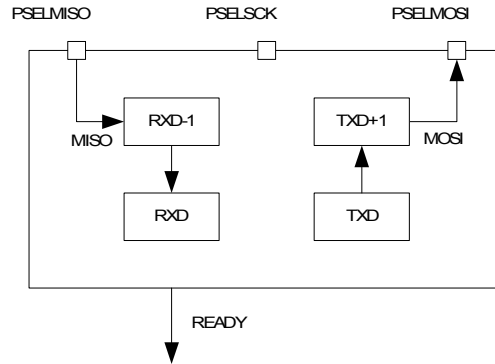 PSELMISO PSELSCK PSELMOSI
RXD-1 TXD+1
MISO MOSI
RXD TXD
READY